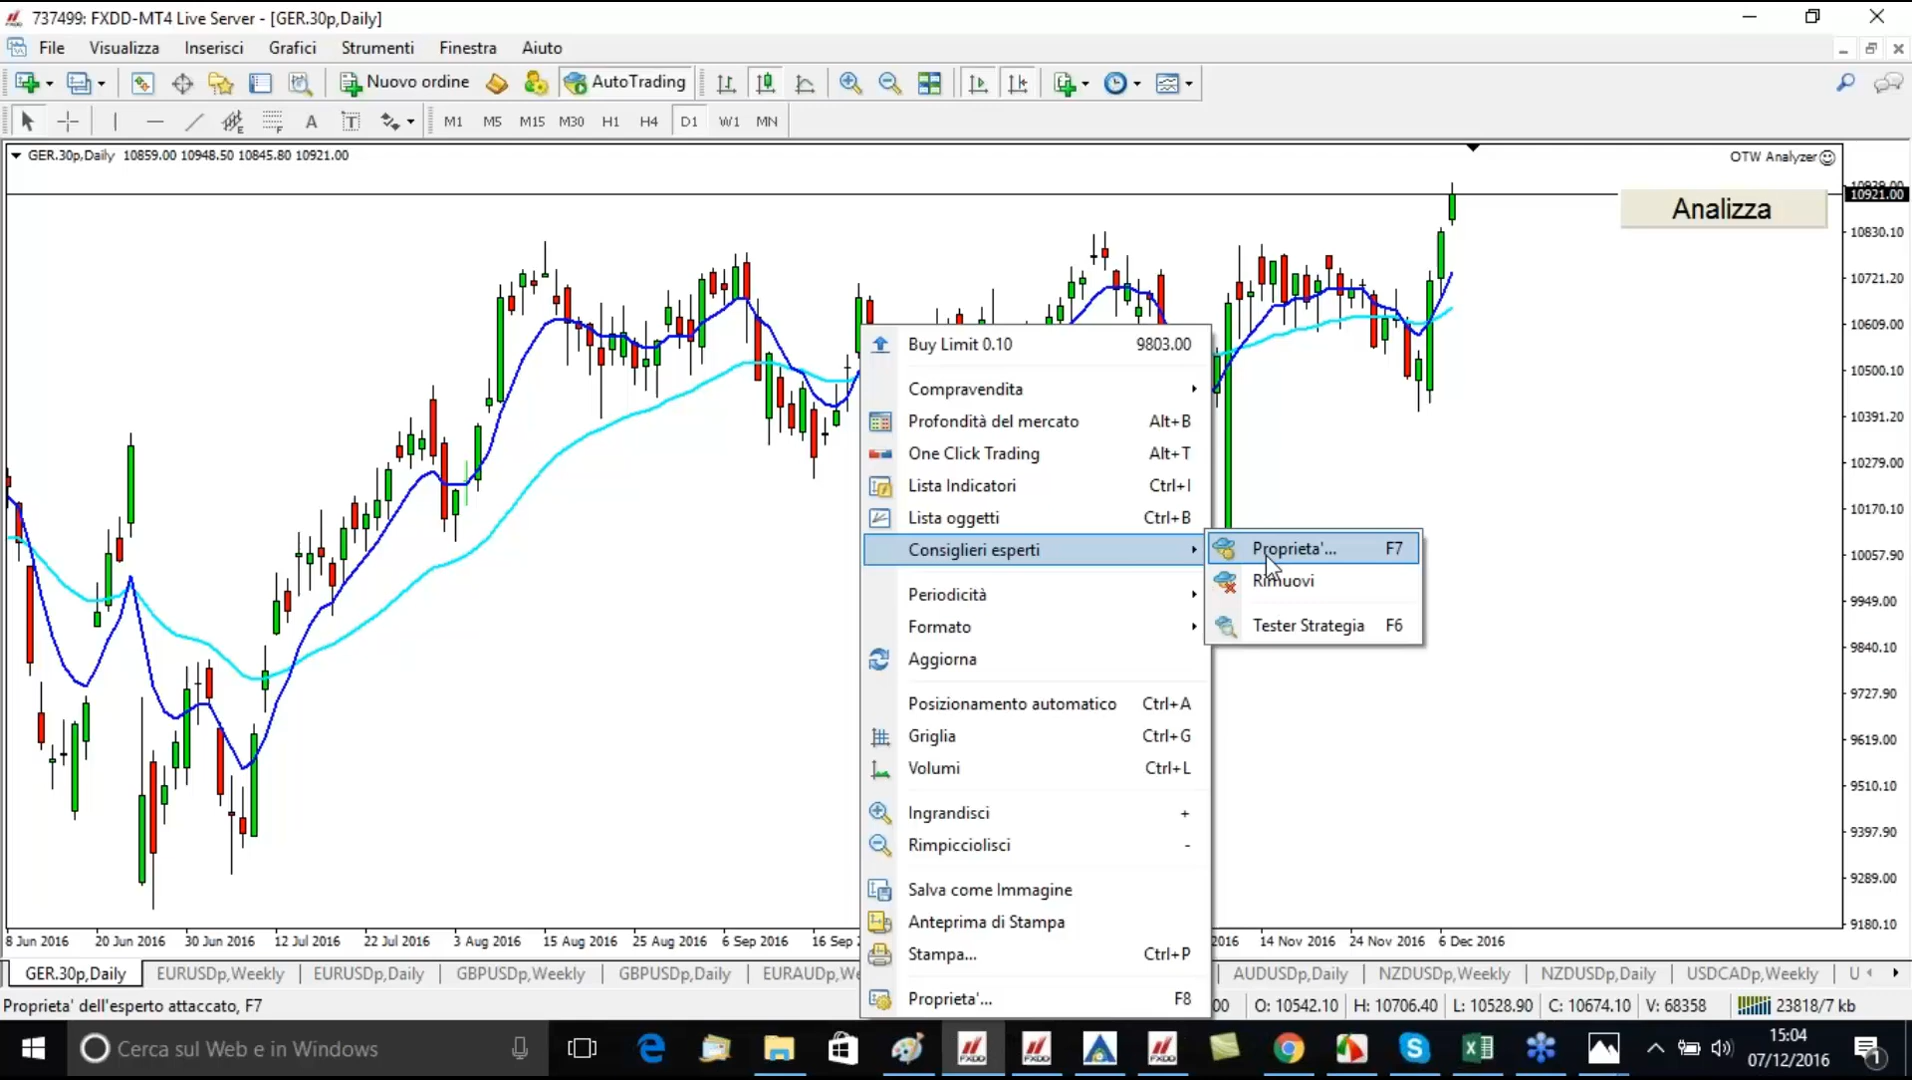 737499: FXDD-MT4 Live Server - [GER.30p,Daily]
File Visualizza Inserisci Grafici Strumenti Finestra Aiuto
Nuovo ordine AutoTrading
A T M1 M5 M15 M30 H1 H4 D1 W1 MN
GER.30p,Daily 10859.00 10948.50 10845.80 10921.00
OTW Analyzer
10921.00
Analizza
10830.10
10721.20
10609.00
10500.10
10391.20
10279.00
10170.10
10057.90
9949.00
9840.10
9727.90
9619.00
9510.10
9397.90
9289.00
9180.10
Buy Limit 0.10 9803.00
Compravendita
Profondità del mercato Alt+B
One Click Trading Alt+T
Lista Indicatori Ctrl+I
Lista oggetti Ctrl+B
Consiglieri esperti
Proprieta'... F7
Rimuovi
Tester Strategia F6
Periodicità
Formato
Aggiorna
Posizionamento automatico Ctrl+A
Griglia Ctrl+G
Volumi Ctrl+L
Ingrandisci +
Rimpicciolisci -
Salva come Immagine
Anteprima di Stampa
Stampa... Ctrl+P
Proprieta'... F8
8 Jun 2016 20 Jun 2016 30 Jun 2016 12 Jul 2016 22 Jul 2016 3 Aug 2016 15 Aug 2016 25 Aug 2016 6 Sep 2016 16 Sep 2016 14 Nov 2016 24 Nov 2016 6 Dec 2016
GER.30p,Daily EURUSDp,Weekly EURUSDp,Daily GBPUSDp,Weekly GBPUSDp,Daily EURAUDp,We AUDUSDp,Daily NZDUSDp,Weekly NZDUSDp,Daily USDCADp,Weekly U
Proprieta' dell'esperto attaccato, F7
00 O: 10542.10 H: 10706.40 L: 10528.90 C: 10674.10 V: 68358 23818/7 kb
Cerca sul Web e in Windows
FXDD FXDD FXDD
15:04
07/12/2016
1